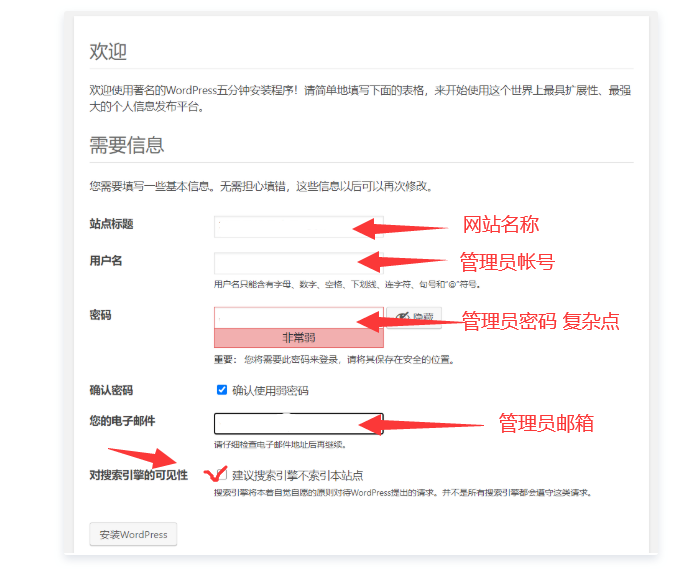 欢迎
欢迎使用著名的WordPress五分钟安装程序！请简单地填写下面的表格，来开始使用这个世界上最具扩展性、最强
大的个人信息发布平台。
需要信息
您需要填写一些基本信息。无需担心填错，这些信息以后可以再次修改。
站点标题
网站名称
用户名
管理员帐号
用户名只能含有字母、数字、空格、下划线、连字符、句号和“@”符号。
密码
隐藏
管理员密码 复杂点
非常弱
重要： 您将需要此密码来登录，请将其保存在安全的位置。
确认密码
确认使用弱密码
您的电子邮件
管理员邮箱
请仔细检查电子邮件地址后再继续。
对搜索引擎的可见性
建议搜索引擎不索引本站点
搜索引擎将本着自觉自愿的原则对待WordPress提出的请求。并不是所有搜索引擎都会遵守这类请求。
安装WordPress